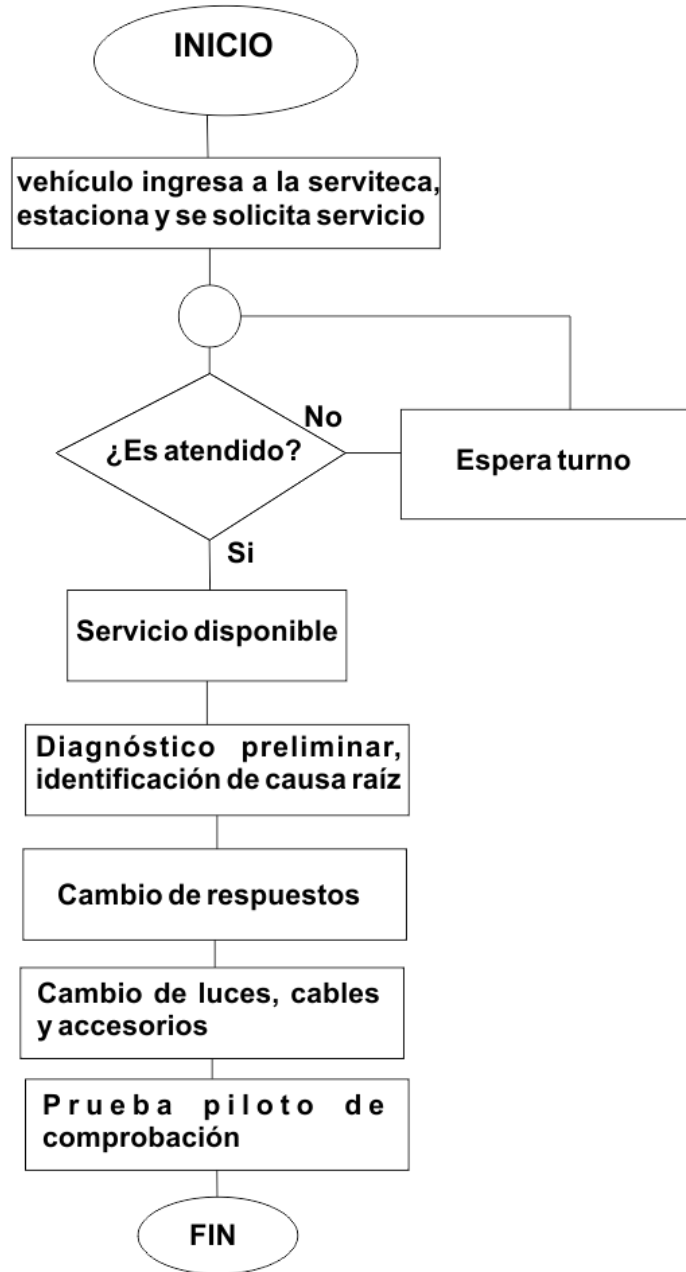 INICIO
vehículo ingresa a la serviteca,
estaciona y se solicita servicio
No
¿Es atendido?
Espera turno
Si
Servicio disponible
Diagnóstico preliminar,
identificación de causa raíz
Cambio de respuestos
Cambio de luces, cables
y accesorios
Prueba piloto de
comprobación
FIN